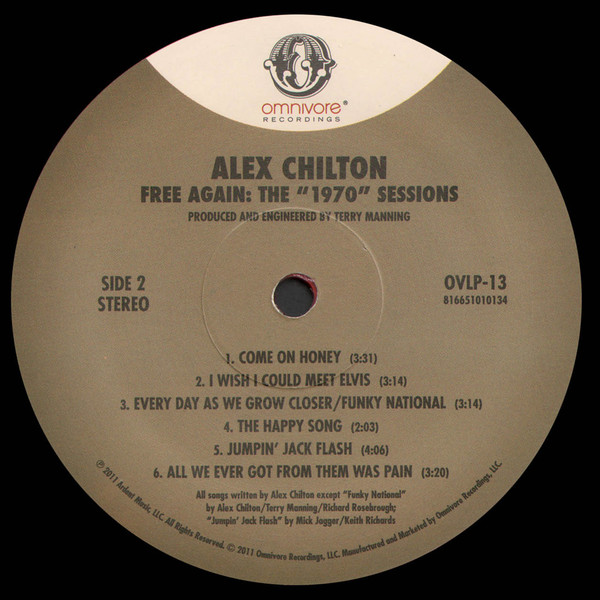 omnivore®
RECORDINGS
ALEX CHILTON
FREE AGAIN: THE "1970" SESSIONS
PRODUCED AND ENGINEERED BY TERRY MANNING
SIDE 2
STEREO
OVLP-13
816651010134
1. COME ON HONEY (3:31)
2. I WISH I COULD MEET ELVIS (3:14)
3. EVERY DAY AS WE GROW CLOSER/FUNKY NATIONAL (3:14)
4. THE HAPPY SONG (2:03)
5. JUMPIN' JACK FLASH (4:06)
6. ALL WE EVER GOT FROM THEM WAS PAIN (3:20)
All songs written by Alex Chilton except "Funky National"
by Alex Chilton/Terry Manning/Richard Rosebrough;
"Jumpin' Jack Flash" by Mick Jagger/Keith Richards
℗ 2011 Ardent Music, LLC. All Rights Reserved. © 2011 Omnivore Recordings, LLC. Manufactured and Marketed by Omnivore Recordings, LLC